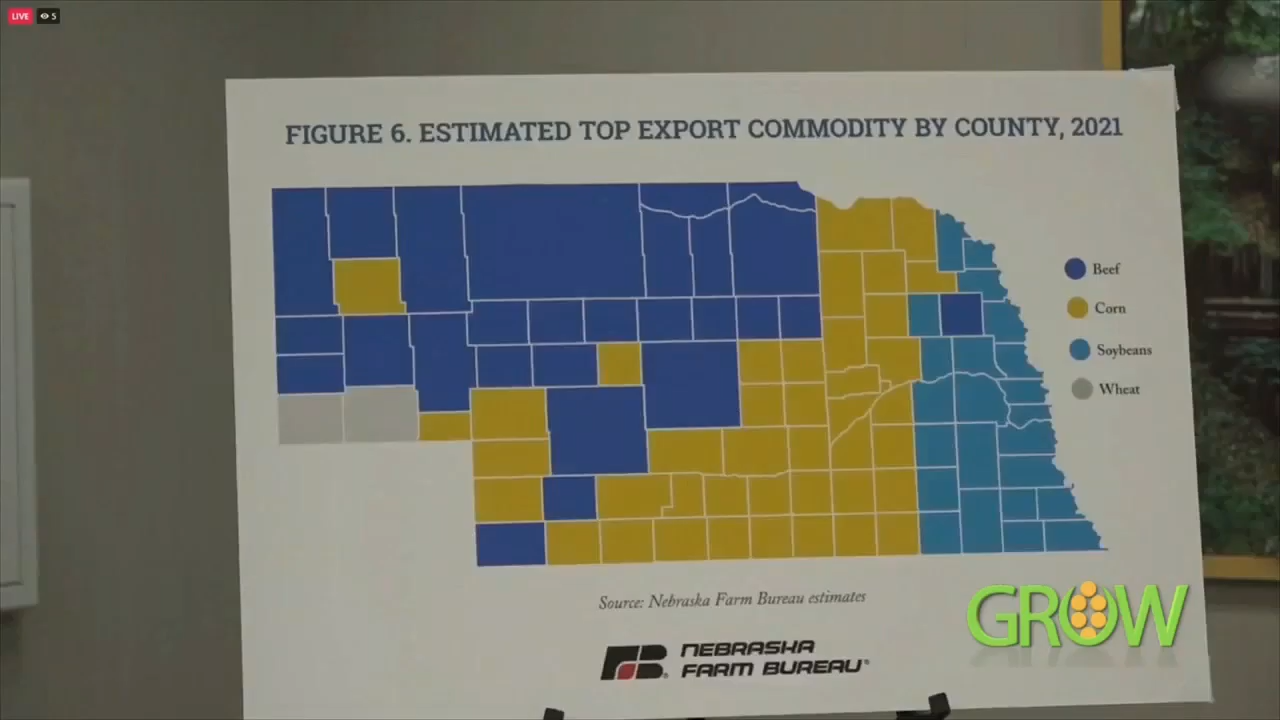 LIVE 5
FIGURE 6. ESTIMATED TOP EXPORT COMMODITY BY COUNTY, 2021
Beef
Corn
Soybeans
Wheat
Source: Nebraska Farm Bureau estimates
NEBRASKA
FARM BUREAU®
GROW